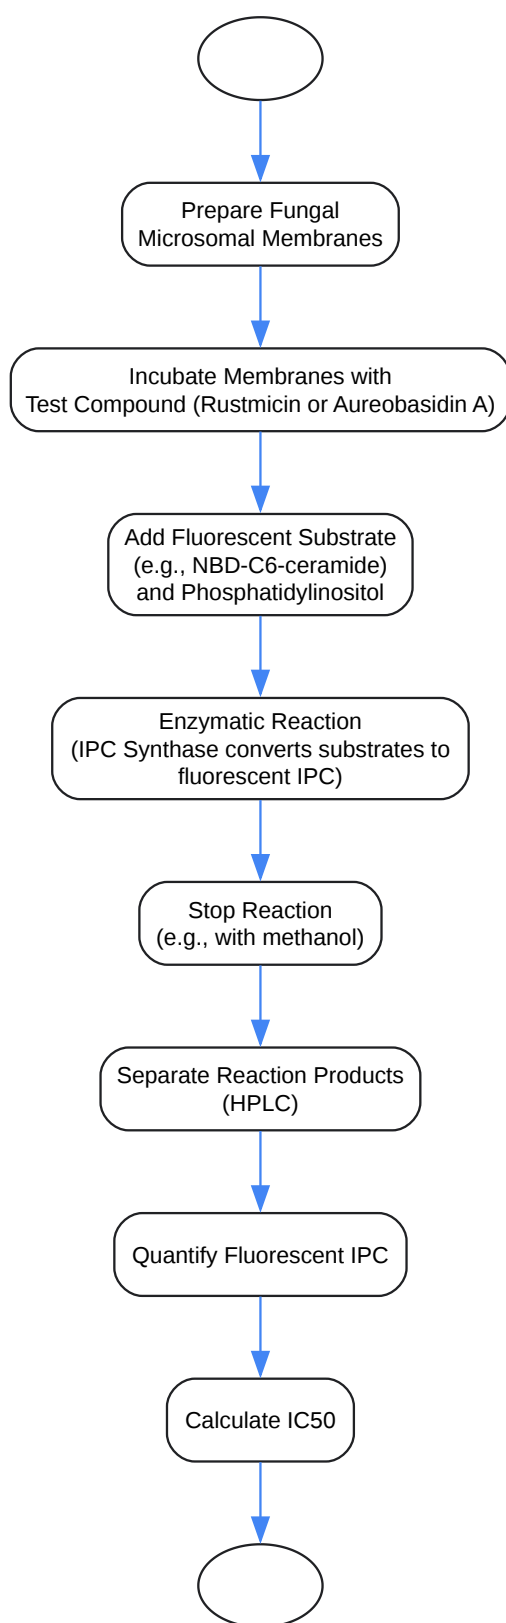 Prepare Fungal
Microsomal Membranes
Incubate Membranes with
Test Compound (Rustmicin or Aureobasidin A)
Add Fluorescent Substrate
(e.g., NBD-C6-ceramide)
and Phosphatidylinositol
Enzymatic Reaction
(IPC Synthase converts substrates to
fluorescent IPC)
Stop Reaction
(e.g., with methanol)
Separate Reaction Products
(HPLC)
Quantify Fluorescent IPC
Calculate IC50